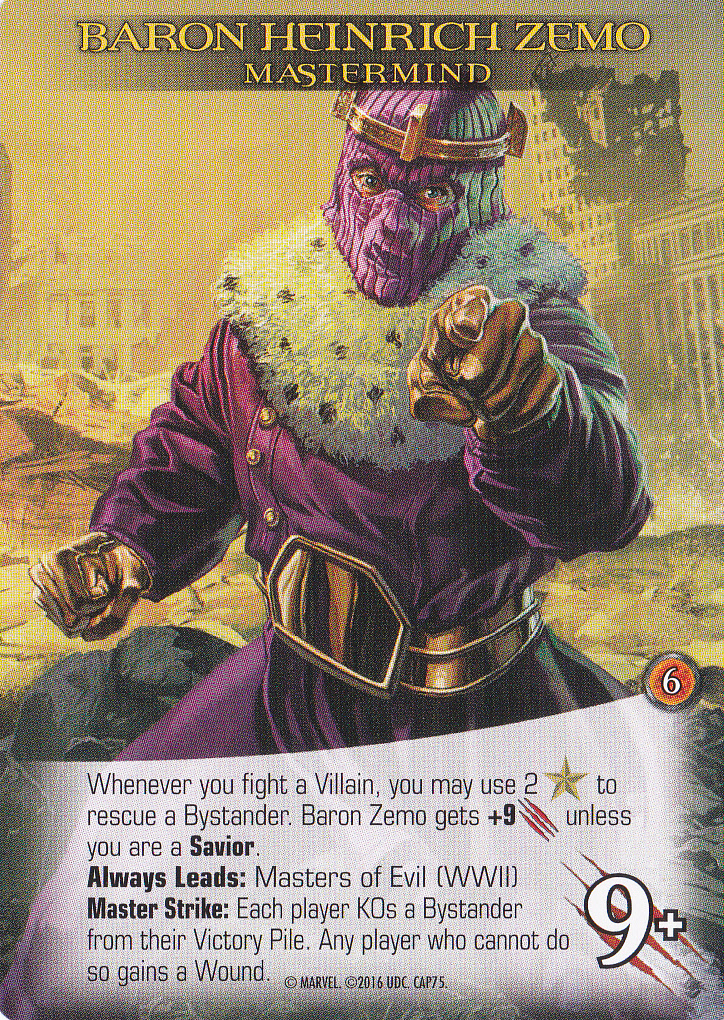 BARON HEINRICH ZEMO
MASTERMIND
6
Whenever you fight a Villain, you may use 2 to
rescue a Bystander. Baron Zemo gets +9 unless
you are a Savior.
Always Leads: Masters of Evil (WWII)
Master Strike: Each player KOs a Bystander
from their Victory Pile. Any player who cannot do
so gains a Wound.
9+
© MARVEL. ©2016 UDC. CAP75.